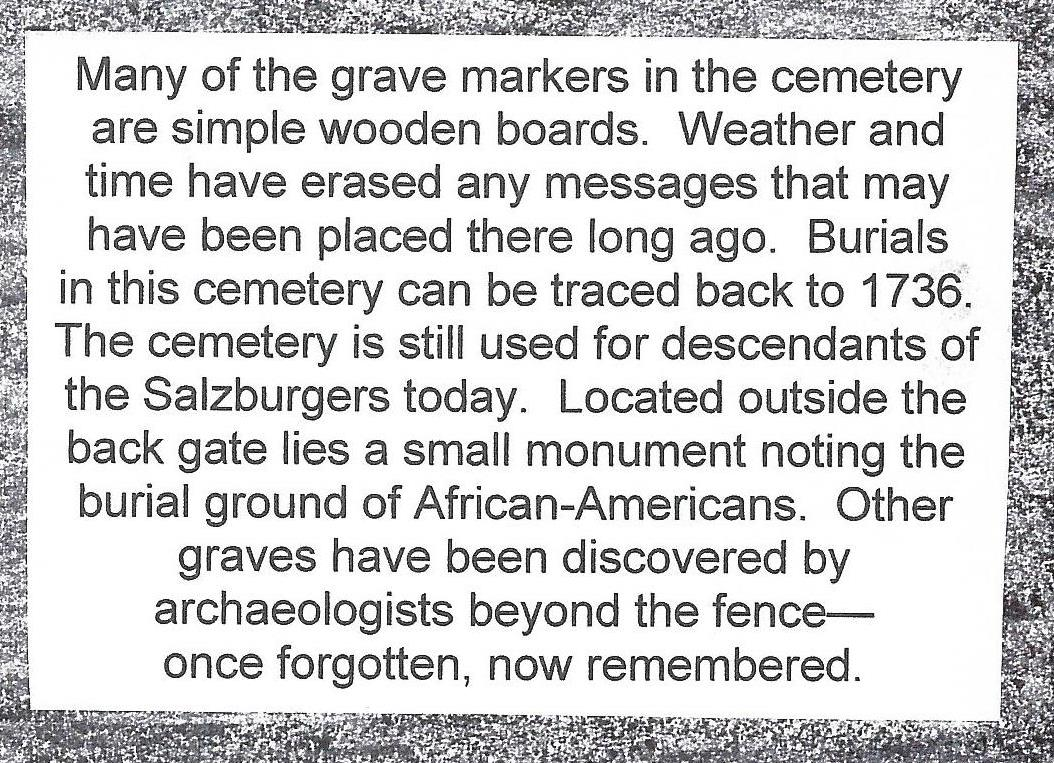 Many of the grave markers in the cemetery
are simple wooden boards.  Weather and
time have erased any messages that may
have been placed there long ago.  Burials
in this cemetery can be traced back to 1736.
The cemetery is still used for descendants of
the Salzburgers today.  Located outside the
back gate lies a small monument noting the
burial ground of African-Americans.  Other
graves have been discovered by
archaeologists beyond the fence—
once forgotten, now remembered.